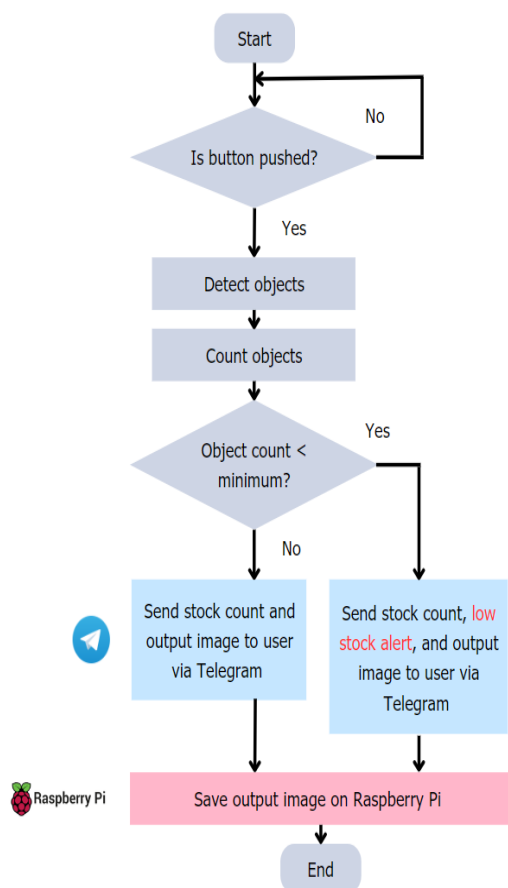 Start
No
Is button pushed?
Yes
Detect objects
Count objects
Yes
Object count <
minimum?
No
Send stock count and
output image to user
via Telegram
Send stock count, low
stock alert, and output
image to user via
Telegram
Raspberry Pi
Save output image on Raspberry Pi
End